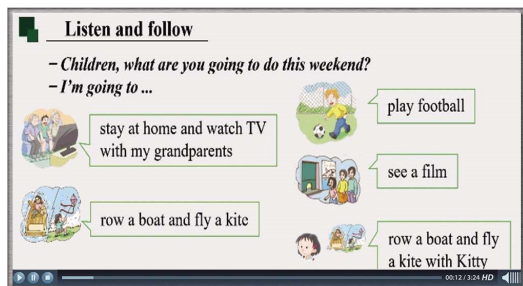 Listen and follow
– Children, what are you going to do this weekend?
– I'm going to ...
stay at home and watch TV
with my grandparents
play football
see a film
row a boat and fly a kite
row a boat and fly
a kite with Kitty
00:12 / 3:24 HD